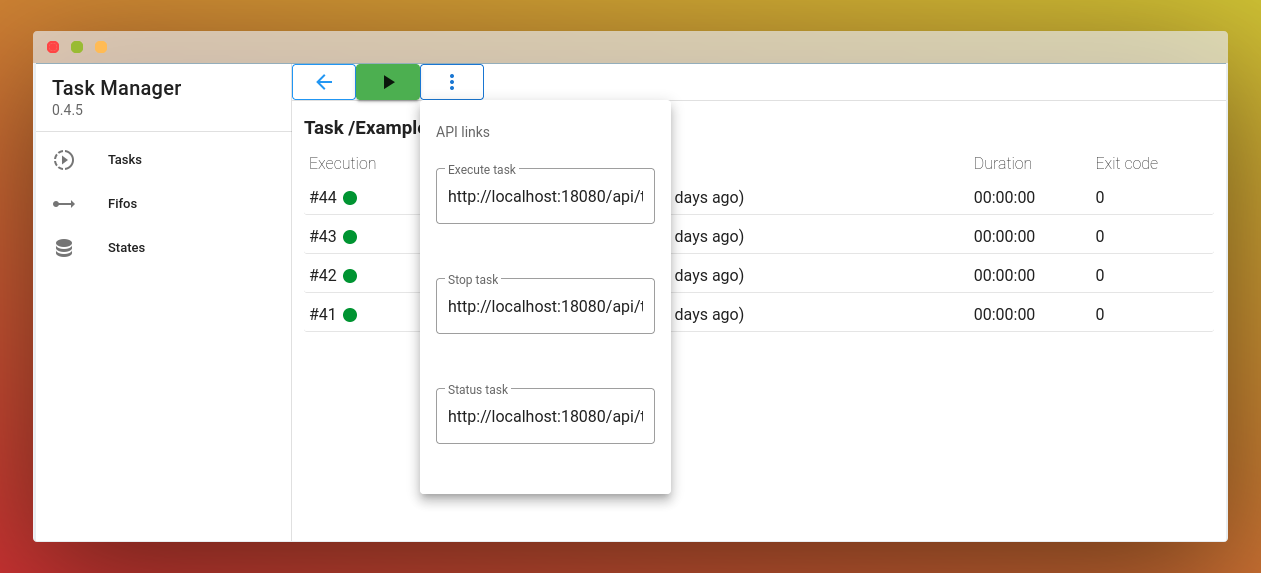 Task Manager
0.4.5
Tasks
Fifos
States
Task /Example
API links
Execute task
http://localhost:18080/api/t
Stop task
http://localhost:18080/api/t
Status task
http://localhost:18080/api/t
Execution Duration Exit code
#44 days ago) 00:00:00 0
#43 days ago) 00:00:00 0
#42 days ago) 00:00:00 0
#41 days ago) 00:00:00 0